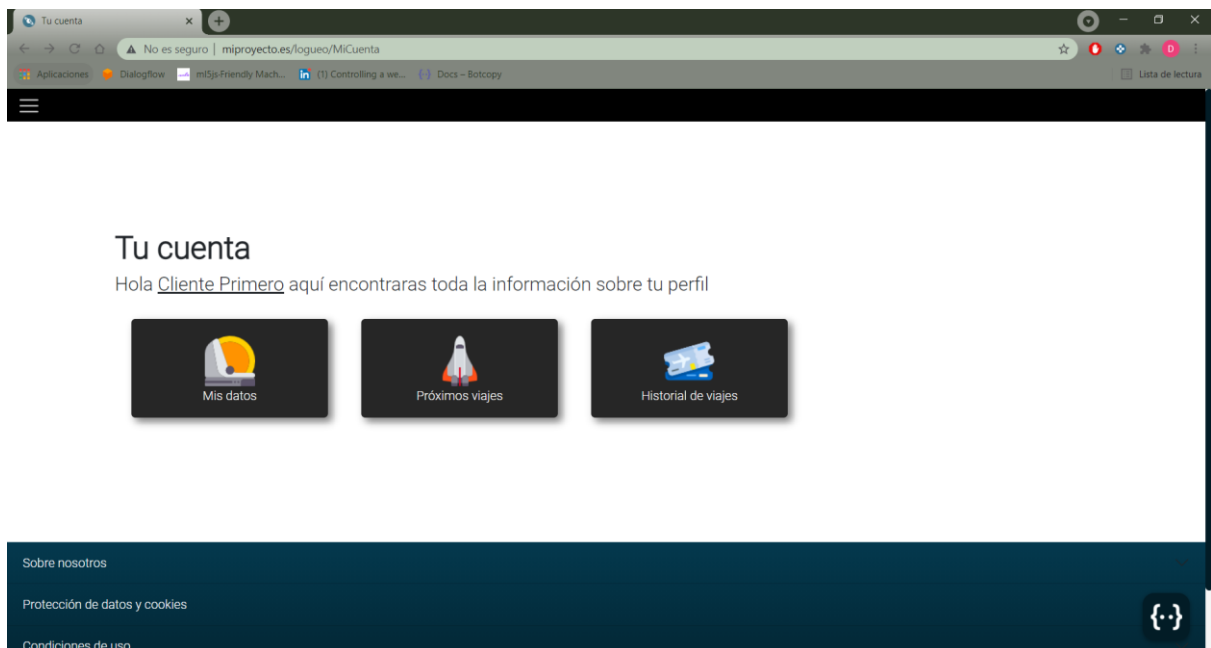 Tu cuenta
No es seguro | miproyecto.es/logueo/MiCuenta
D
Aplicaciones
Dialogflow
ml5js·Friendly Mach...
(1) Controlling a we...
Docs – Botcopy
Lista de lectura
Tu cuenta
Hola Cliente Primero aquí encontraras toda la información sobre tu perfil
Mis datos
Próximos viajes
Historial de viajes
Sobre nosotros
Protección de datos y cookies
Condiciones de uso
{··}